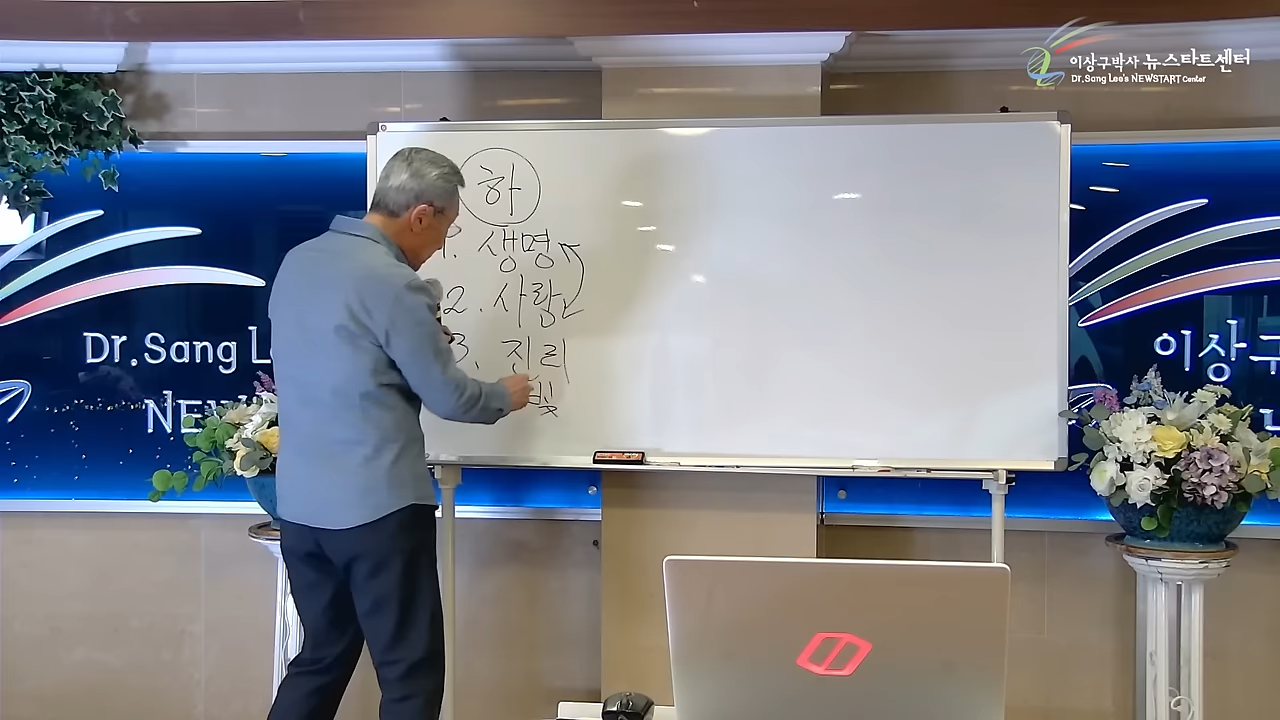 이상구박사 뉴스타트센터
Dr.Sang Lee's NEWSTART Center
하
1. 생명
2. 사랑
3. 진리
빛
Dr.Sang L
NEW
이상구